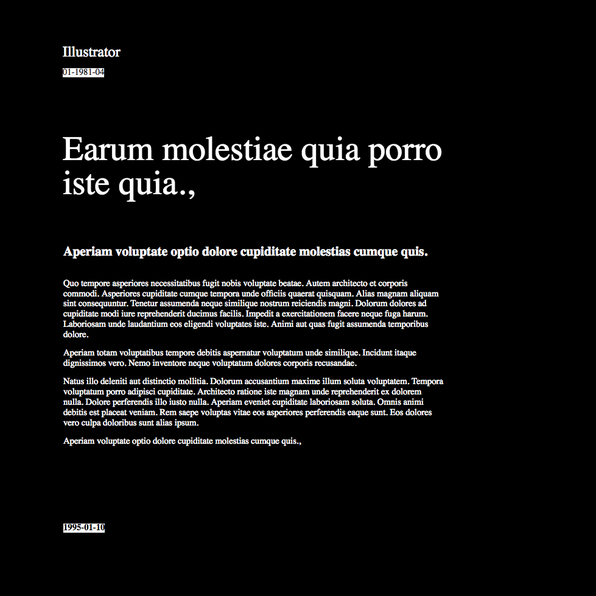 Illustrator
01-1981-04
Earum molestiae quia porro
iste quia.,
Aperiam voluptate optio dolore cupiditate molestias cumque quis.
Quo tempore asperiores necessitatibus fugit nobis voluptate beatae. Autem architecto et corporis
commodi. Asperiores cupiditate cumque tempora unde officiis quaerat quisquam. Alias magnam aliquam
sint consequuntur. Tenetur assumenda neque similique nostrum reiciendis magni. Dolorum dolores ad
cupiditate modi iure reprehenderit ducimus facilis. Impedit a exercitationem facere neque fuga harum.
Laboriosam unde laudantium eos eligendi voluptates iste. Animi aut quas fugit assumenda temporibus
dolore.
Aperiam totam voluptatibus tempore debitis aspernatur voluptatum unde similique. Incidunt itaque
dignissimos vero. Nemo inventore neque voluptatum dolores corporis recusandae.
Natus illo deleniti aut distinctio mollitia. Dolorum accusantium maxime illum soluta voluptatem. Tempora
voluptatum porro adipisci cupiditate. Architecto ratione iste magnam unde reprehenderit ex dolorem
nulla. Dolore perferendis illo iusto nulla. Aperiam eveniet cupiditate laboriosam soluta. Omnis animi
debitis est placeat veniam. Rem saepe voluptas vitae eos asperiores perferendis eaque sunt. Eos dolores
vero culpa doloribus sunt alias ipsum.
Aperiam voluptate optio dolore cupiditate molestias cumque quis.,
1995-01-10